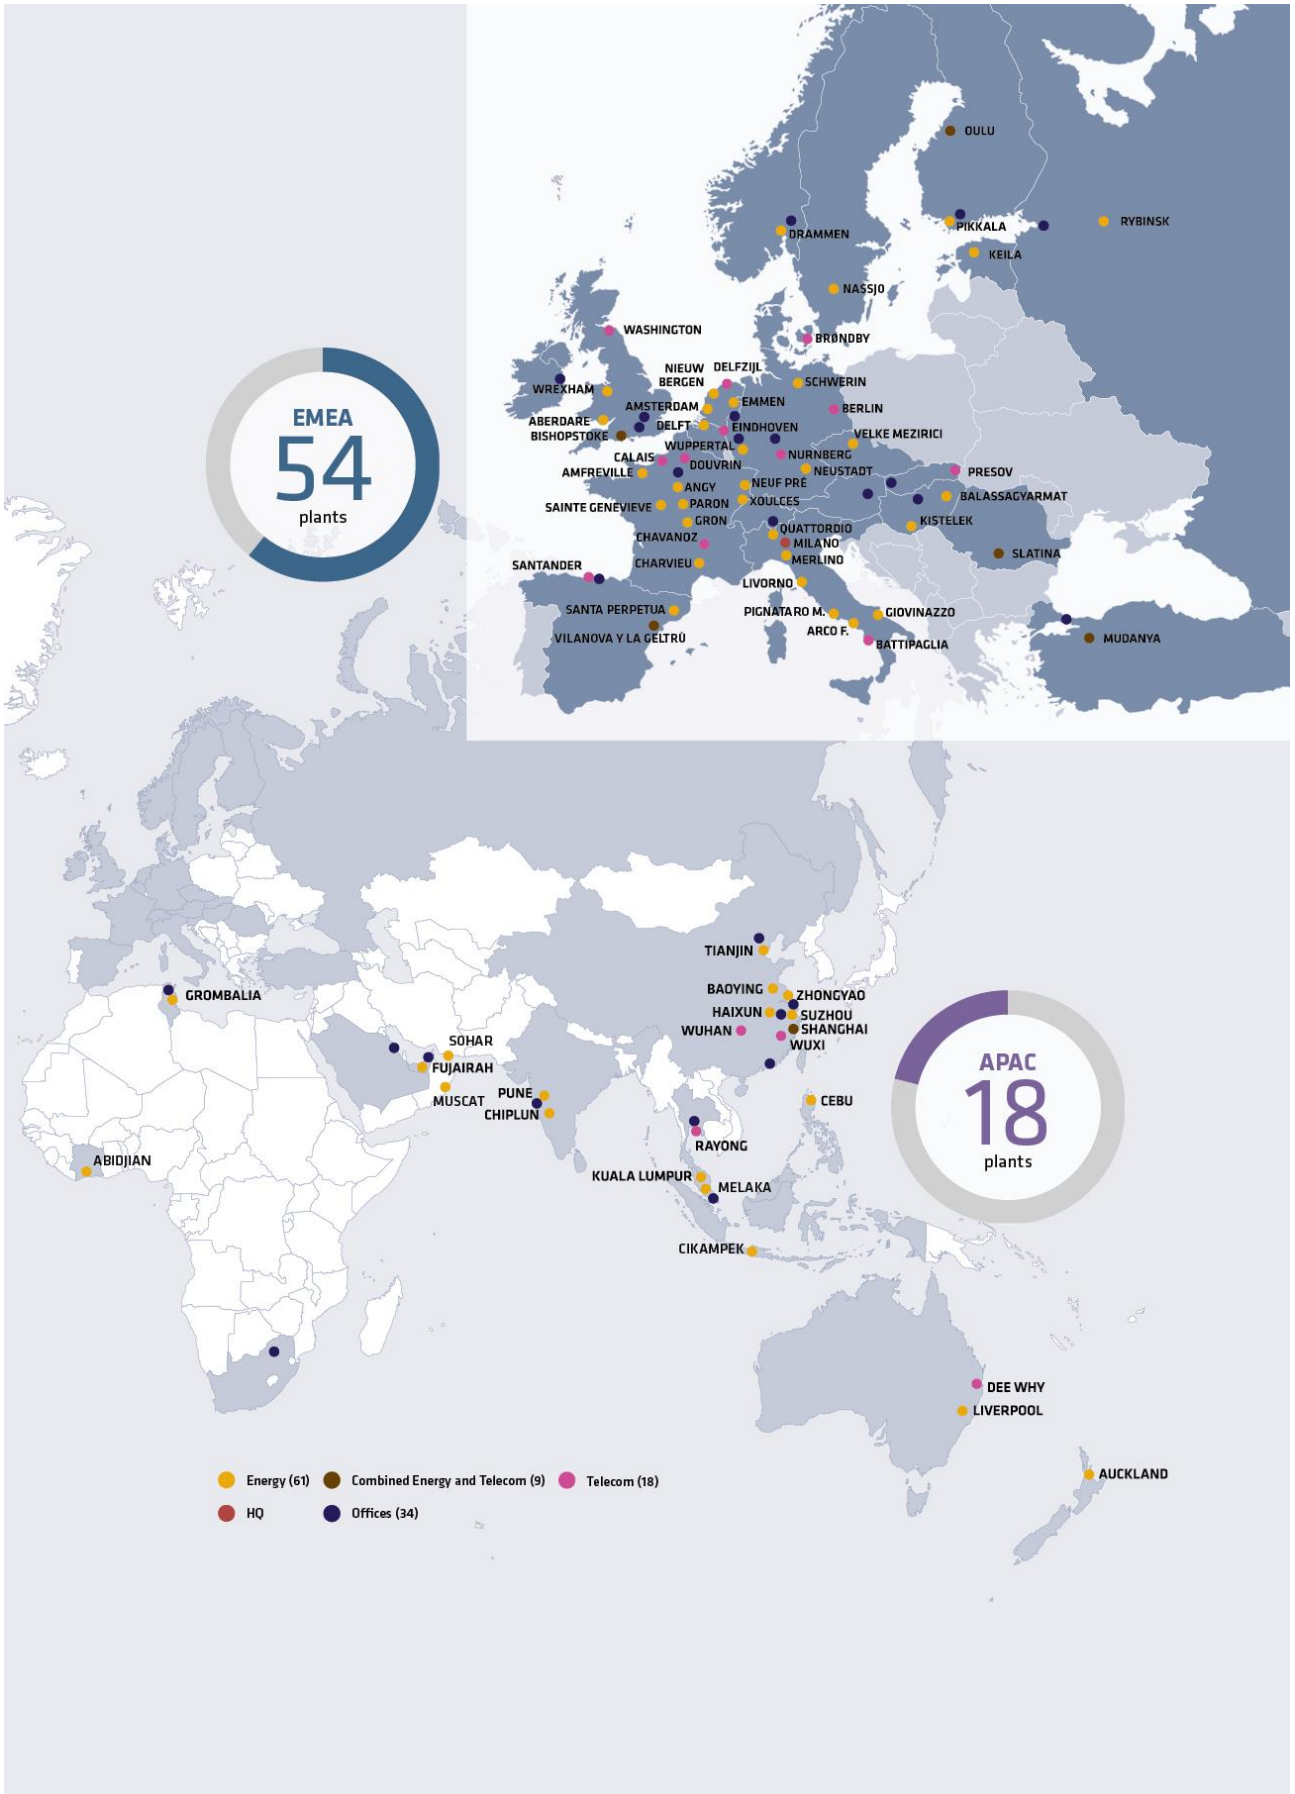 OULU
PIKKALA
RYBINSK
DRAMMEN
KEILA
NASSJO
WASHINGTON
BRØNDBY
NIEUW
BERGEN
DELFZIJL
SCHWERIN
WREXHAM
AMSTERDAM
EMMEN
BERLIN
ABERDARE
DELFT
EINDHOVEN
BISHOPSTOKE
VELKE MEZIRICI
WUPPERTAL
NURNBERG
CALAIS
DOUVRIN
AMFREVILLE
NEUSTADT
PRESOV
ANGY
NEUF PRÉ
BALASSAGYARMAT
SAINTE GENEVIEVE
PARON
XOULCES
GRON
QUATTORDIO
KISTELEK
CHAVANOZ
MILANO
SLATINA
CHARVIEU
MERLINO
SANTANDER
LIVORNO
SANTA PERPETUA
PIGNATARO M.
GIOVINAZZO
ARCO F.
VILANOVA Y LA GELTRÙ
BATTIPAGLIA
MUDANYA
EMEA
54
plants
TIANJIN
BAOYING
ZHONGYAO
HAIXUN
SUZHOU
WUHAN
SHANGHAI
WUXI
GROMBALIA
SOHAR
FUJAIRAH
MUSCAT
PUNE
CHIPLUN
CEBU
RAYONG
ABIDJIAN
KUALA LUMPUR
MELAKA
CIKAMPEK
APAC
18
plants
DEE WHY
LIVERPOOL
AUCKLAND
Energy (61)
Combined Energy and Telecom (9)
Telecom (18)
HQ
Offices (34)